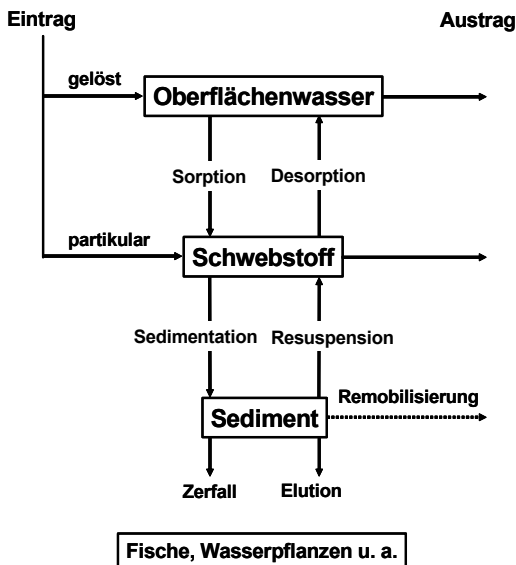 Eintrag
Austrag
gelöst
Oberflächenwasser
Sorption
Desorption
partikular
Schwebstoff
Sedimentation
Resuspension
Remobilisierung
Sediment
Zerfall
Elution
Fische, Wasserpflanzen u. a.